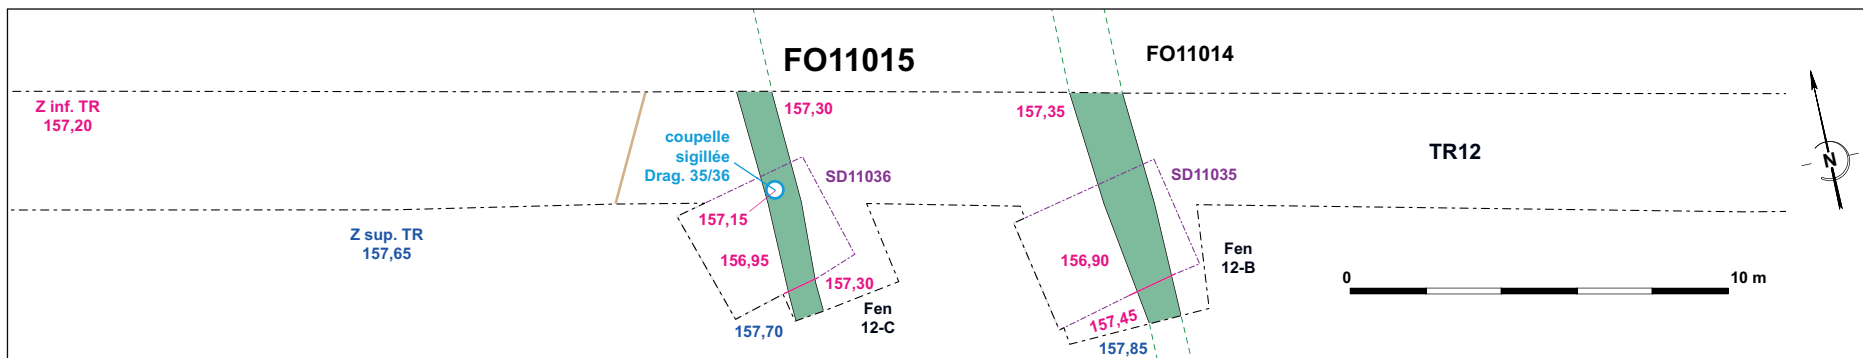 FO11015
FO11014
Z inf. TR
157,20
157,30
157,35
coupelle
sigillée
Drag. 35/36
SD11036
SD11035
TR12
N
157,15
Z sup. TR
157,65
156,95
157,30
156,90
Fen
12-B
0
10 m
Fen
12-C
157,70
157,45
157,85